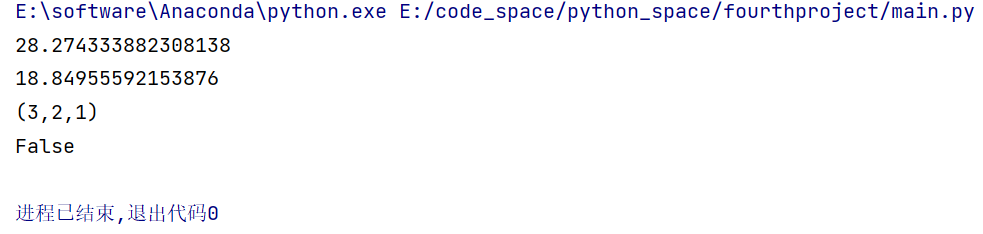 E:\software\Anaconda\python.exe E:/code_space/python_space/fourthproject/main.py
28.274333882308138
18.84955592153876
(3,2,1)
False
进程已结束,退出代码0